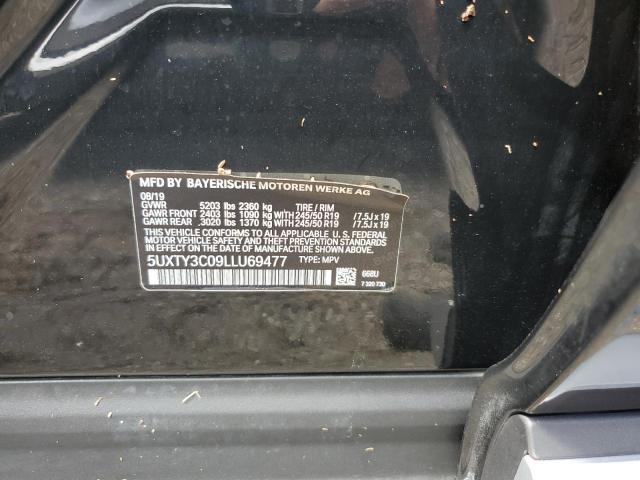 MFD BY BAYERISCHE MOTOREN WERKE AG
08/19
GVWR 5203 lbs 2360 kg TIRE / RIM
GAWR FRONT 2403 lbs 1090 kg WITH 245/50 R19 /7.5J x 19
GAWR REAR 3020 lbs 1370 kg WITH 245/50 R19 /7.5J x 19
THIS VEHICLE CONFORMS TO ALL APPLICABLE U.S. FEDERAL
MOTOR VEHICLE SAFETY, BUMPER, AND THEFT PREVENTION
STANDARDS IN EFFECT ON THE DATE OF MANUFACTURE SHOWN ABOVE.
5UXTY3C09LLU69477 TYPE: MPV
668U
7 320 730